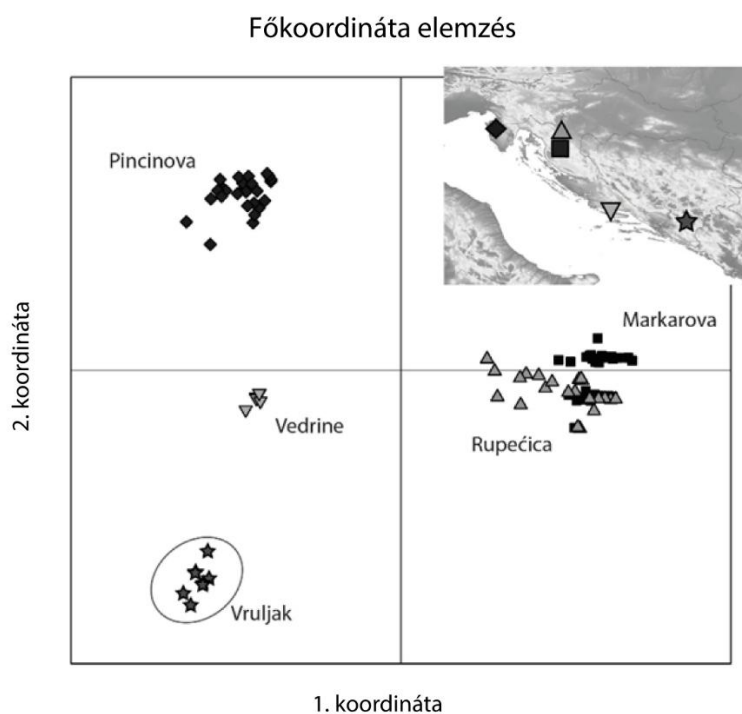 Főkoordináta elemzés
Pincinova
Markarova
2. koordináta
Vedrine
Rupećica
Vruljak
1. koordináta